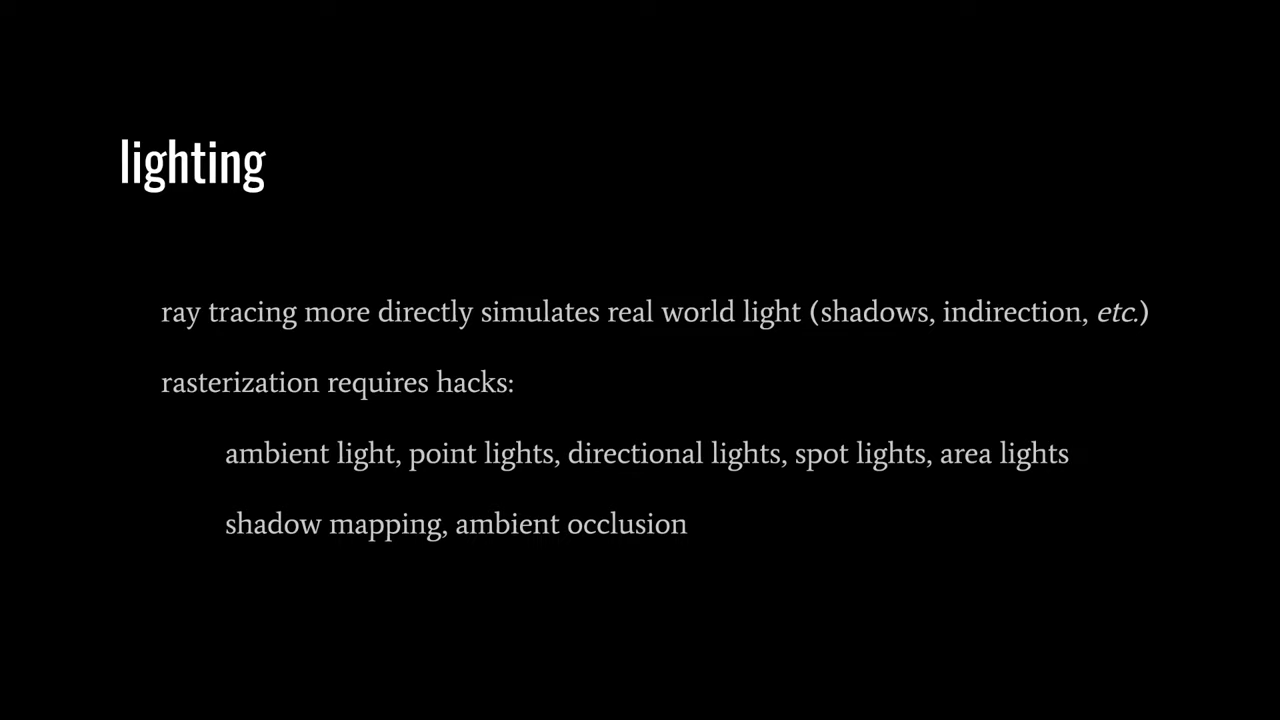 lighting
ray tracing more directly simulates real world light (shadows, indirection, etc.)
rasterization requires hacks:
ambient light, point lights, directional lights, spot lights, area lights
shadow mapping, ambient occlusion